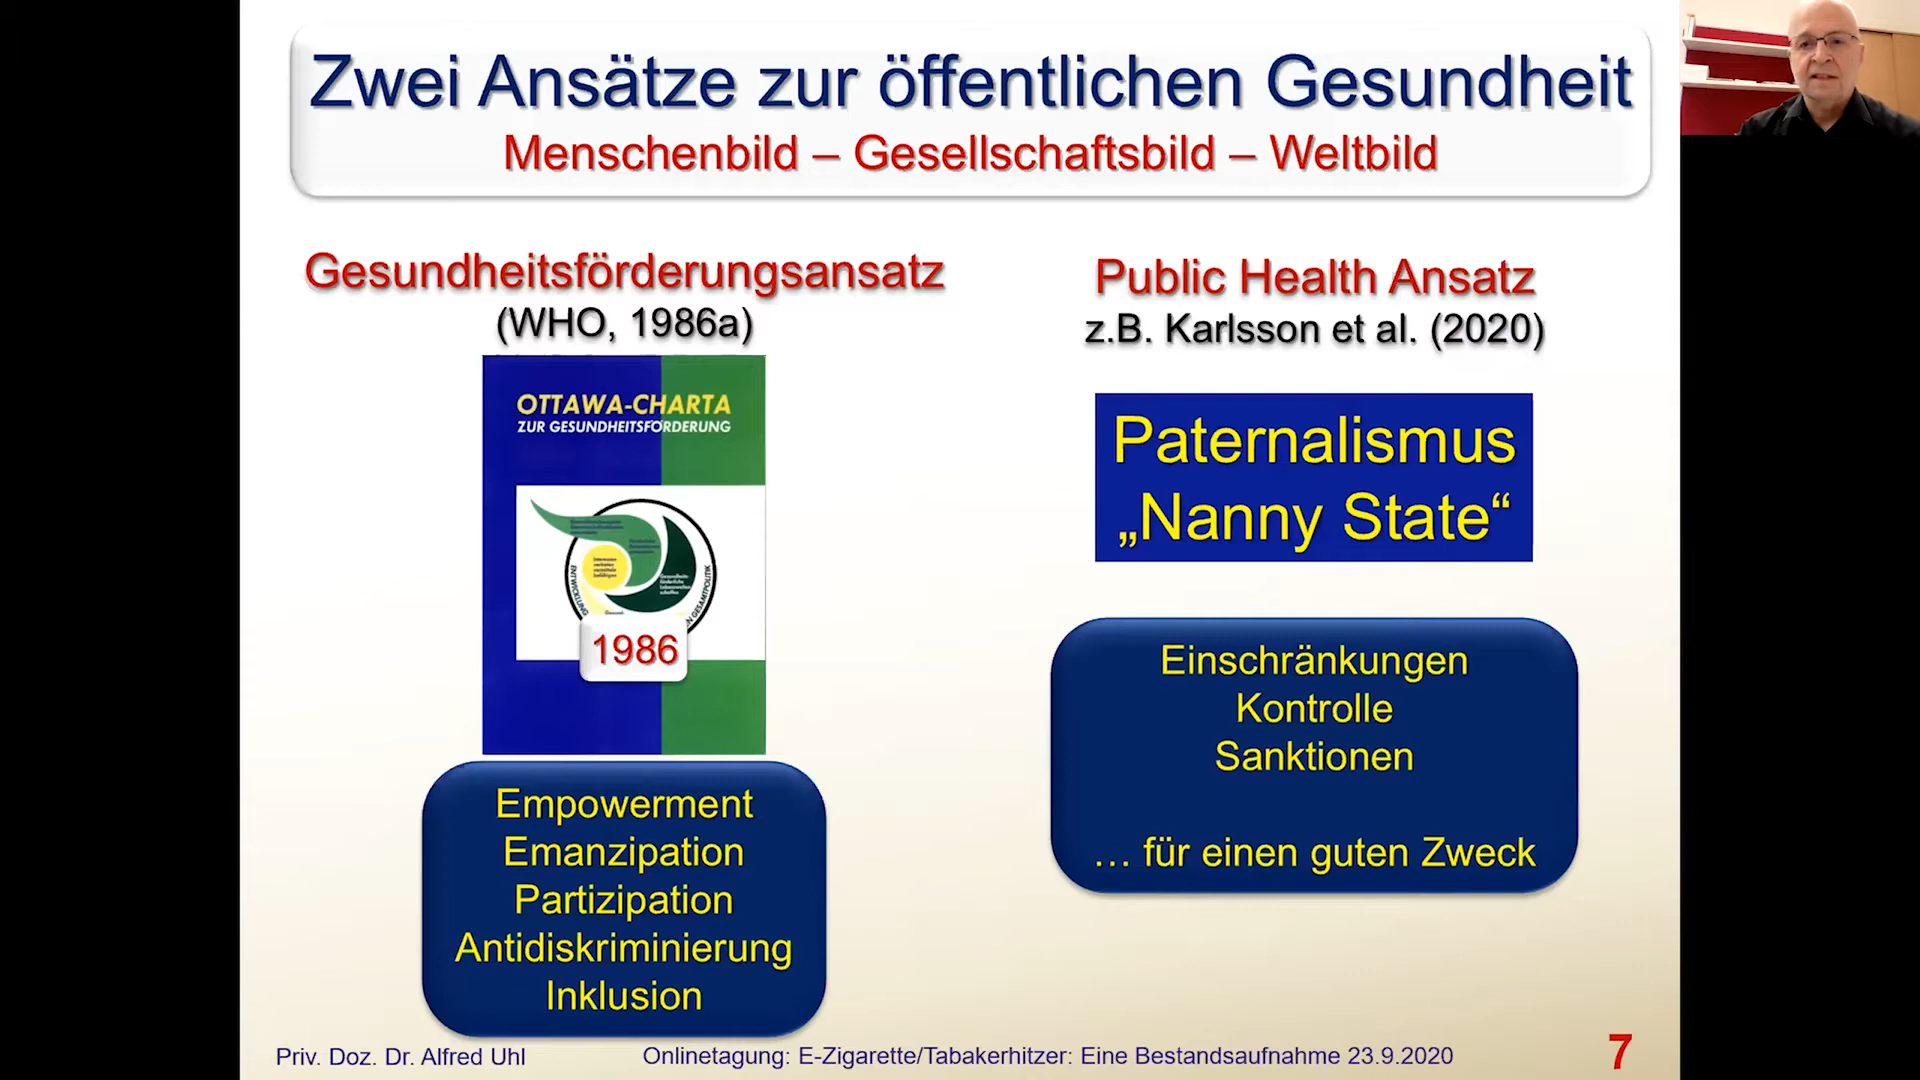 Zwei Ansätze zur öffentlichen Gesundheit
Menschenbild – Gesellschaftsbild – Weltbild
Gesundheitsförderungsansatz
(WHO, 1986a)
OTTAWA-CHARTA
ZUR GESUNDHEITSFÖRDERUNG
1986
Empowerment
Emanzipation
Partizipation
Antidiskriminierung
Inklusion
Public Health Ansatz
z.B. Karlsson et al. (2020)
Paternalismus
„Nanny State“
Einschränkungen
Kontrolle
Sanktionen
… für einen guten Zweck
Priv. Doz. Dr. Alfred Uhl
Onlinetagung: E-Zigarette/Tabakerhitzer: Eine Bestandsaufnahme 23.9.2020
7